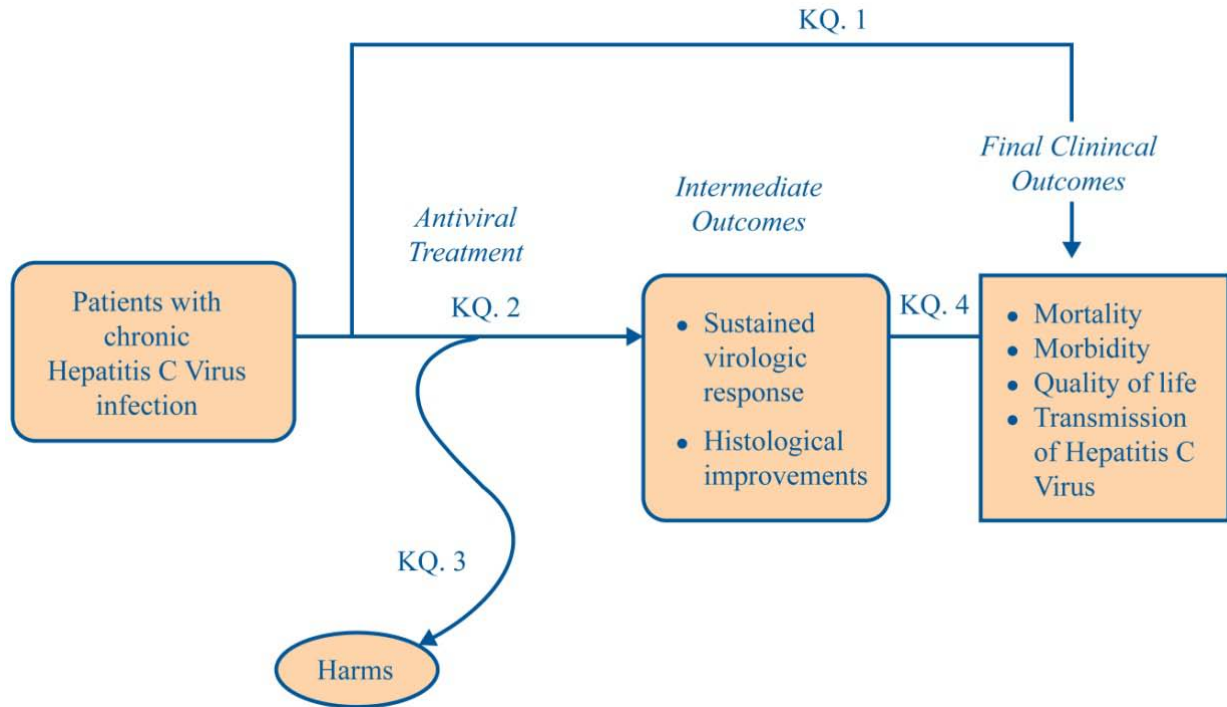 KQ. 1
Final Clinincal
Outcomes
Intermediate
Outcomes
Antiviral
Treatment
KQ. 2
KQ. 4
Patients with
chronic
Hepatitis C Virus
infection
• Sustained
virologic
response
• Histological
improvements
• Mortality
• Morbidity
• Quality of life
• Transmission
of Hepatitis C
Virus
KQ. 3
Harms